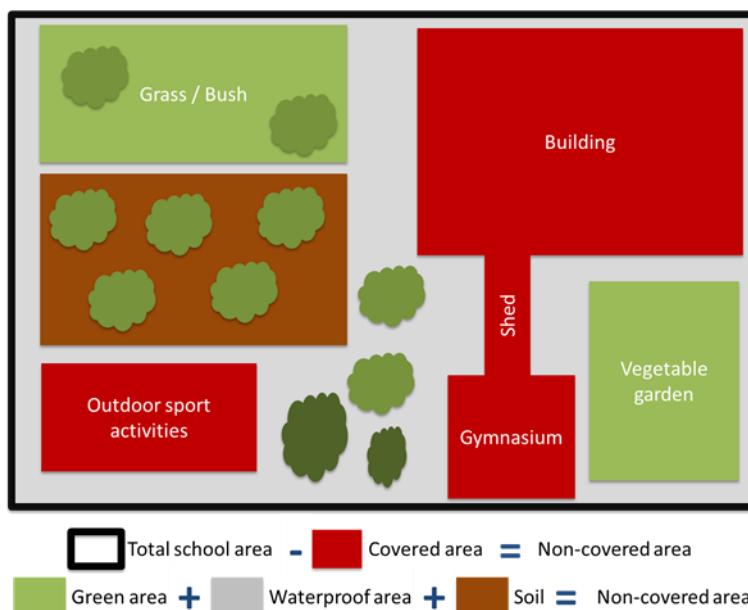 Grass / Bush
Building
Shed
Vegetable
garden
Outdoor sport
activities
Gymnasium
Total school area - Covered area = Non-covered area
Green area + Waterproof area + Soil = Non-covered area